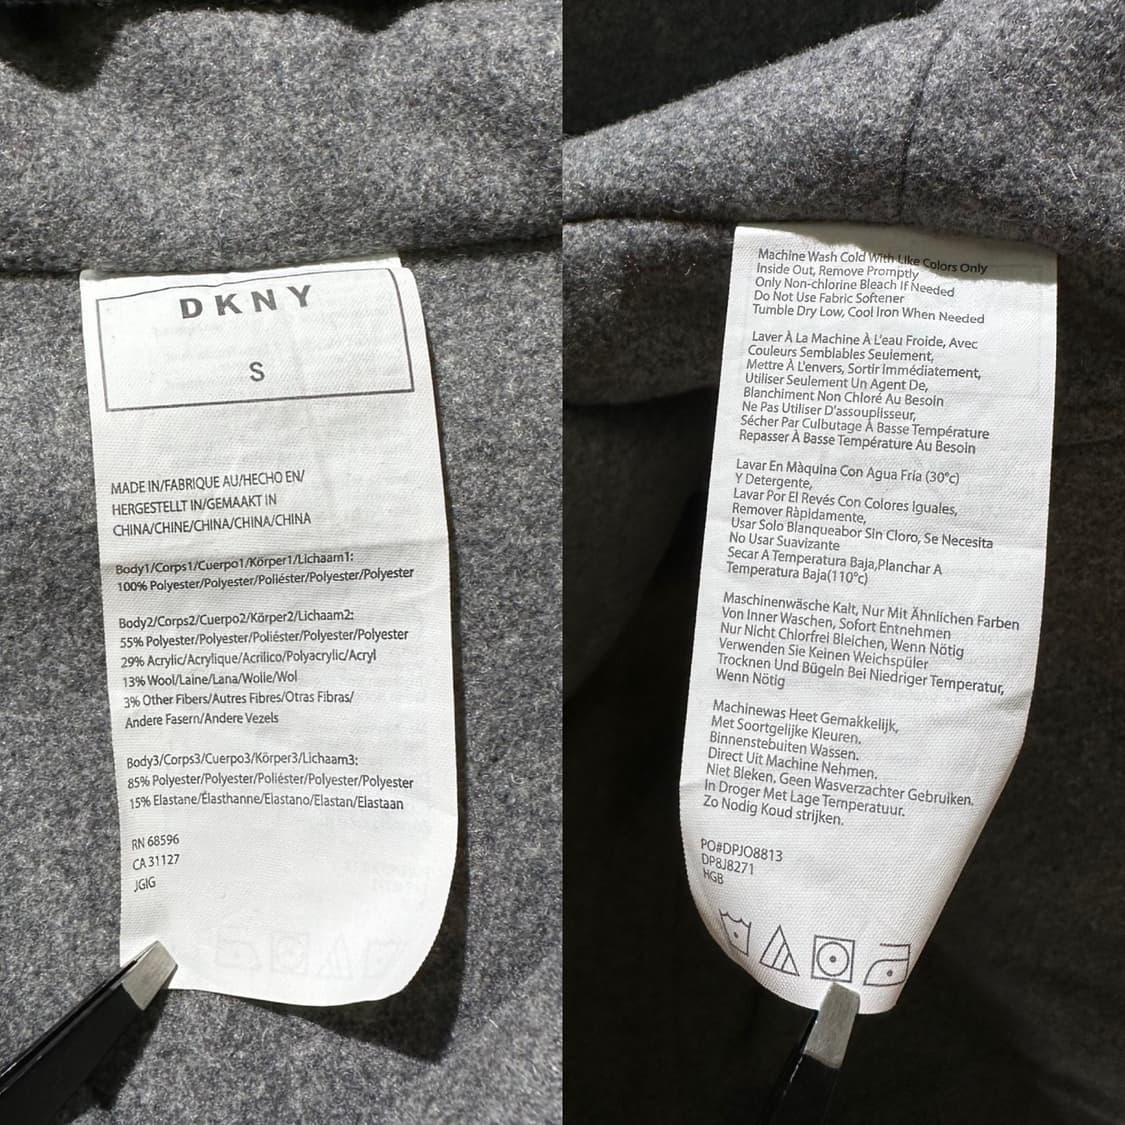 DKNY
S
MADE IN/FABRIQUE AU/HECHO EN/
HERGESTELLT IN/GEMAAKT IN
CHINA/CHINE/CHINA/CHINA/CHINA
Body1/Corps1/Cuerpo1/Körper1/Lichaam1:
100% Polyester/Polyester/Poliéster/Polyester/Polyester
Body2/Corps2/Cuerpo2/Körper2/Lichaam2:
55% Polyester/Polyester/Poliéster/Polyester/Polyester
29% Acrylic/Acrylique/Acrilico/Polyacrylic/Acryl
13% Wool/Laine/Lana/Wolle/Wol
3% Other Fibers/Autres Fibres/Otras Fibras/
Andere Fasern/Andere Vezels
Body3/Corps3/Cuerpo3/Körper3/Lichaam3:
85% Polyester/Polyester/Poliéster/Polyester/Polyester
15% Elastane/Élasthanne/Elastano/Elastan/Elastaan
RN 68596
CA 31127
JGIG
Machine Wash Cold With Like Colors Only
Inside Out, Remove Promptly
Only Non-chlorine Bleach If Needed
Do Not Use Fabric Softener
Tumble Dry Low, Cool Iron When Needed
Laver À La Machine À L'eau Froide, Avec
Couleurs Semblables Seulement,
Mettre À L'envers, Sortir Immédiatement,
Utiliser Seulement Un Agent De,
Blanchiment Non Chloré Au Besoin
Ne Pas Utiliser D'assouplisseur,
Sécher Par Culbutage À Basse Température
Repasser À Basse Température Au Besoin
Lavar En Màquina Con Agua Fria (30°c)
Y Detergente,
Lavar Por El Revés Con Colores Iguales,
Remover Ràpidamente,
Usar Solo Blanqueabor Sin Cloro, Se Necesita
No Usar Suavizante
Secar A Temperatura Baja,Planchar A
Temperatura Baja(110°c)
Maschinenwäsche Kalt, Nur Mit Ähnlichen Farben
Von Inner Waschen, Sofort Entnehmen
Nur Nicht Chlorfrei Bleichen, Wenn Nötig
Verwenden Sie Keinen Weichspüler
Trocknen Und Bügeln Bei Niedriger Temperatur,
Wenn Nötig
Machinewas Heet Gemakkelijk,
Met Soortgelijke Kleuren.
Binnenstebuiten Wassen.
Direct Uit Machine Nehmen.
Niet Bleken. Geen Wasverzachter Gebruiken.
In Droger Met Lage Temperatuur.
Zo Nodig Koud strijken.
PO#DPJO8813
DP8J8271
HGB